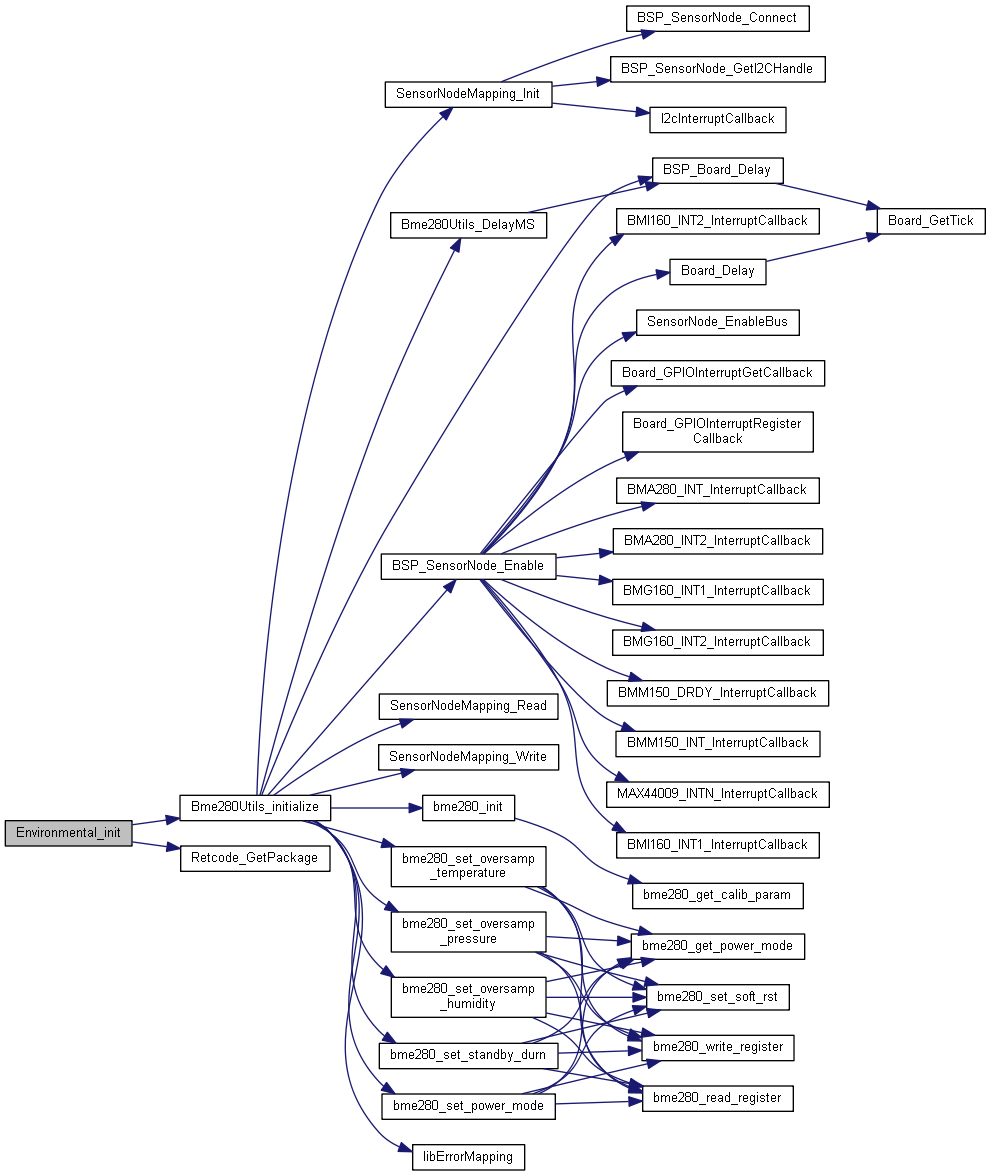 BSP_SensorNode_Connect
BSP_SensorNode_GetI2CHandle
SensorNodeMapping_Init
I2cInterruptCallback
BSP_Board_Delay
Bme280Utils_DelayMS
BMI160_INT2_InterruptCallback
Board_GetTick
Board_Delay
SensorNode_EnableBus
Board_GPIOInterruptGetCallback
Board_GPIOInterruptRegister
Callback
BMA280_INT_InterruptCallback
BMA280_INT2_InterruptCallback
BSP_SensorNode_Enable
BMG160_INT1_InterruptCallback
BMG160_INT2_InterruptCallback
BMM150_DRDY_InterruptCallback
SensorNodeMapping_Read
BMM150_INT_InterruptCallback
SensorNodeMapping_Write
MAX44009_INTN_InterruptCallback
Bme280Utils_initialize
bme280_init
Environmental_init
BMI160_INT1_InterruptCallback
Retcode_GetPackage
bme280_set_oversamp
_temperature
bme280_get_calib_param
bme280_set_oversamp
_pressure
bme280_get_power_mode
bme280_set_oversamp
_humidity
bme280_set_soft_rst
bme280_set_standby_durn
bme280_write_register
bme280_set_power_mode
bme280_read_register
libErrorMapping